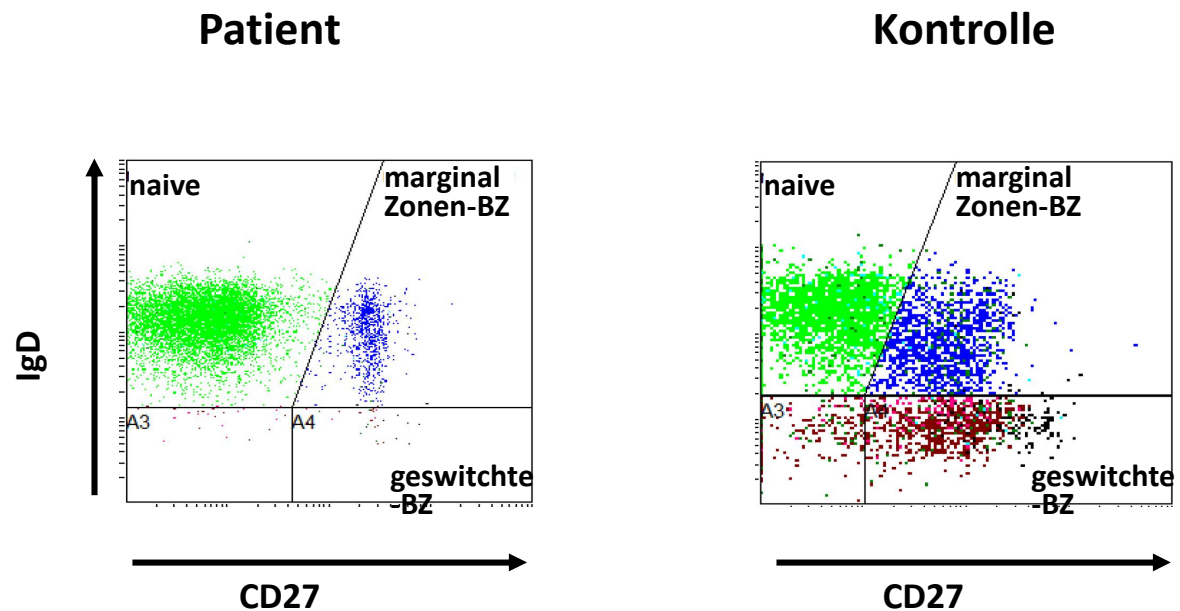 Patient
Kontrolle
naive
marginal
Zonen-BZ
A3
A4
geswitchte
-BZ
IgD
CD27
naive
marginal
Zonen-BZ
A3
geswitchte
-BZ
CD27